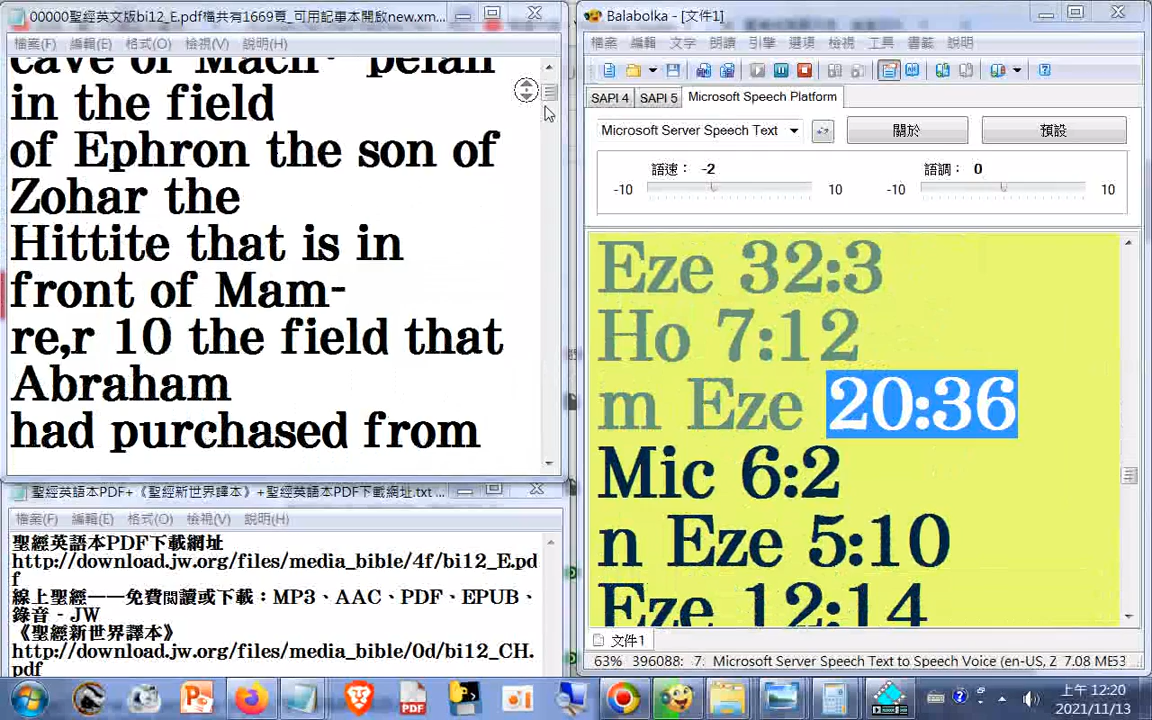 00000聖經英文版bi12_E.pdf檔共有1669頁_可用記事本開啟new.xm...
檔案(F) 編輯(E) 格式(O) 檢視(V) 說明(H)
cave of Mach- pelah
in the field
of Ephron the son of
Zohar the
Hittite that is in
front of Mam-
re,r 10 the field that
Abraham
had purchased from
聖經英語本PDF+《聖經新世界譯本》+聖經英語本PDF下載網址.txt ...
檔案(F) 編輯(E) 格式(O) 檢視(V) 說明(H)
聖經英語本PDF下載網址
http://download.jw.org/files/media_bible/4f/bi12_E.pd
f
線上聖經——免費閱讀或下載：MP3、AAC、PDF、EPUB、
錄音 - JW
《聖經新世界譯本》
http://download.jw.org/files/media_bible/0d/bi12_CH.
pdf
Balabolka - [文件1]
檔案 編輯 文字 朗讀 引擎 選項 檢視 工具 書籤 說明
SAPI 4 SAPI 5 Microsoft Speech Platform
Microsoft Server Speech Text 關於 預設
語速： -2 語調： 0
-10 10 -10 10
Eze 32:3
Ho 7:12
m Eze 20:36
Mic 6:2
n Eze 5:10
Eze 12:14
文件1
63% 396088: 7: Microsoft Server Speech Text to Speech Voice (en-US, Z 7.08 ME53
上午 12:20
2021/11/13